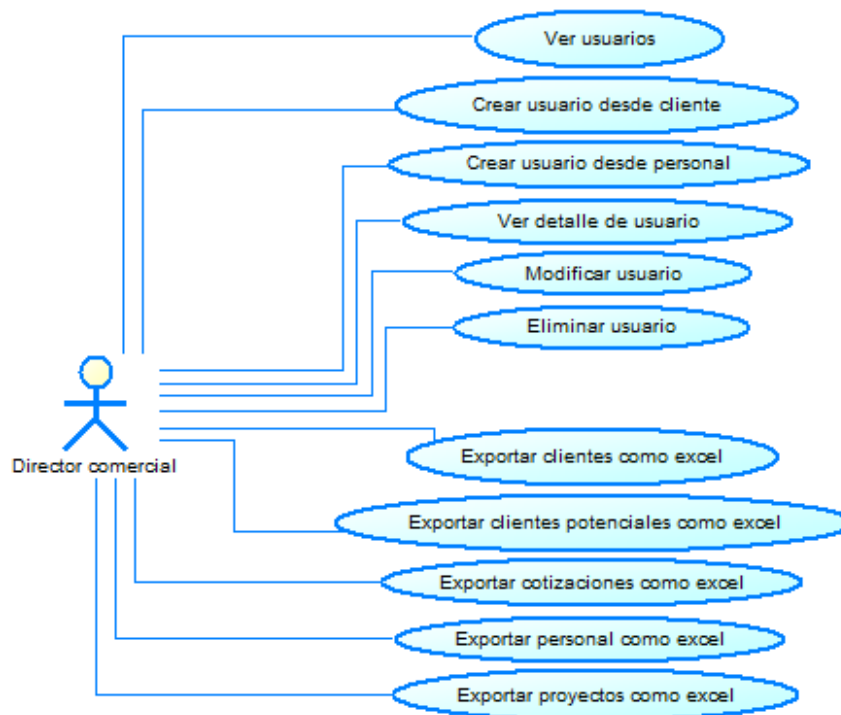 Ver usuarios
Crear usuario desde cliente
Crear usuario desde personal
Ver detalle de usuario
Modificar usuario
Eliminar usuario
Director comercial
Exportar clientes como excel
Exportar clientes potenciales como excel
Exportar cotizaciones como excel
Exportar personal como excel
Exportar proyectos como excel